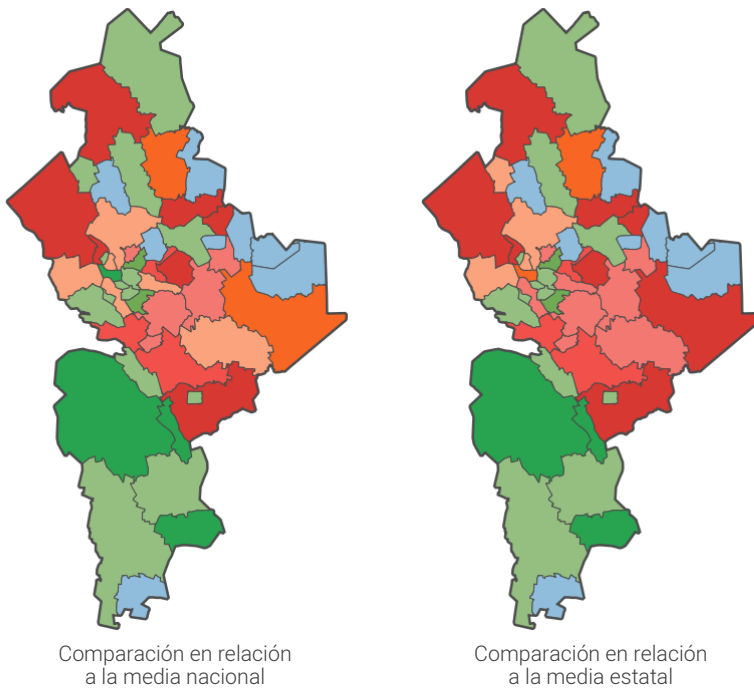 Comparación en relación
a la media nacional
Comparación en relación
a la media estatal